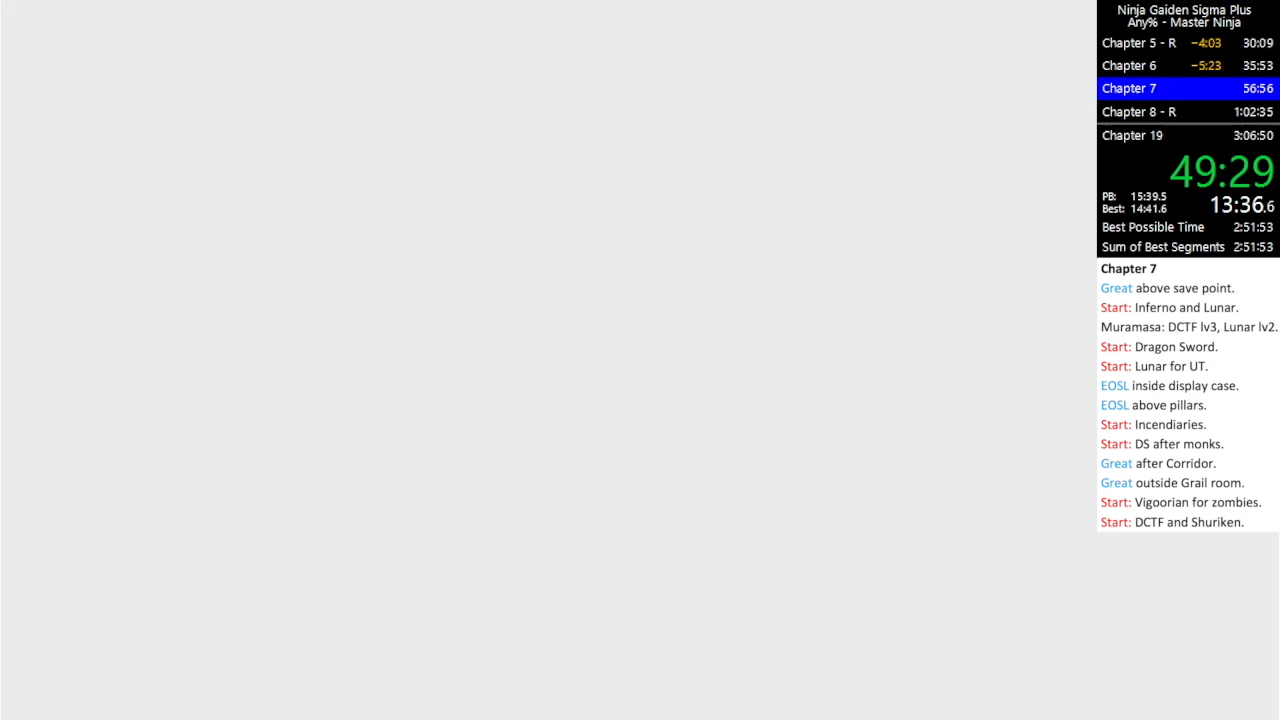 Ninja Gaiden Sigma Plus
Any% - Master Ninja
Chapter 5 - R −4:03 30:09
Chapter 6 −5:23 35:53
Chapter 7 56:56
Chapter 8 - R 1:02:35
Chapter 19 3:06:50
49:29
PB: 15:39.5
Best: 14:41.6 13:36.6
Best Possible Time 2:51:53
Sum of Best Segments 2:51:53
Chapter 7
Great above save point.
Start: Inferno and Lunar.
Muramasa: DCTF lv3, Lunar lv2.
Start: Dragon Sword.
Start: Lunar for UT.
EOSL inside display case.
EOSL above pillars.
Start: Incendiaries.
Start: DS after monks.
Great after Corridor.
Great outside Grail room.
Start: Vigoorian for zombies.
Start: DCTF and Shuriken.